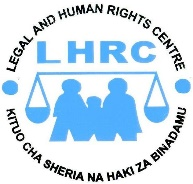 LEGAL AND HUMAN RIGHTS CENTRE
LHRC
KITUO CHA SHERIA NA HAKI ZA BINADAMU